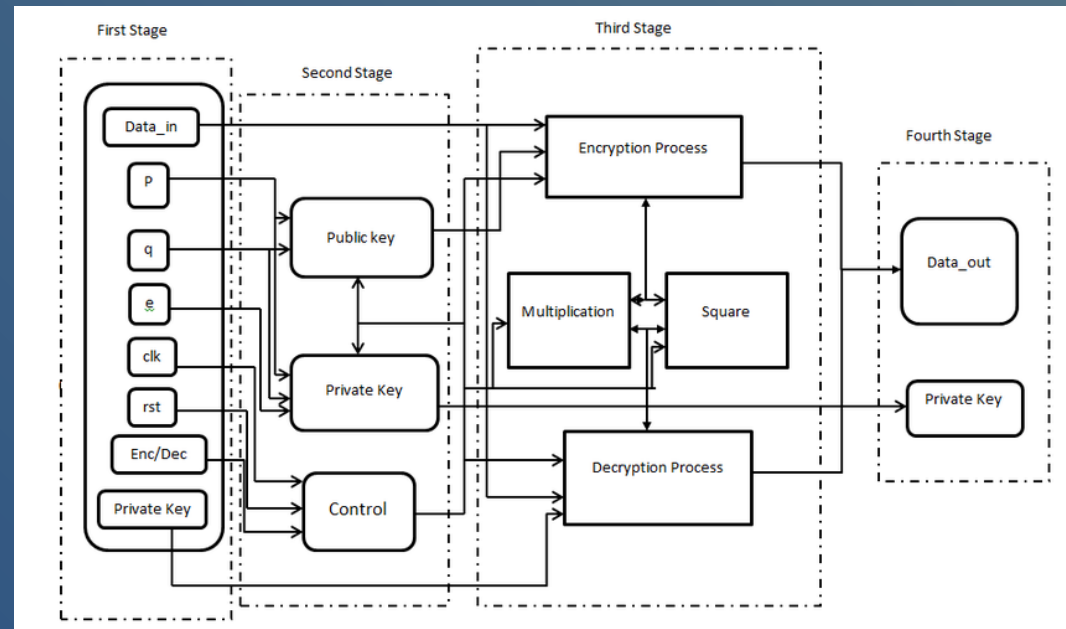 First Stage
Data_in
P
q
e
clk
rst
Enc/Dec
Private Key
Second Stage
Public key
Private Key
Control
Third Stage
Encryption Process
Multiplication
Square
Decryption Process
Fourth Stage
Data_out
Private Key